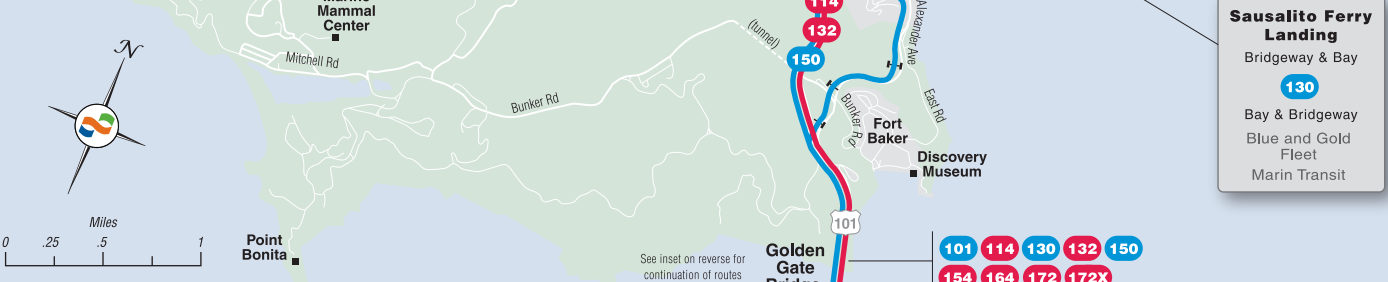 Marine
Mammal
Center
Mitchell Rd
Bunker Rd
(tunnel)
114
132
150
Alexander Ave
East Rd
Bunker Rd
Fort
Baker
Discovery
Museum
Sausalito Ferry
Landing
Bridgeway & Bay
130
Bay & Bridgeway
Blue and Gold
Fleet
Marin Transit
N
Miles
0 .25 .5 1
Point
Bonita
See inset on reverse for
continuation of routes
Golden
Gate
Bridge
101
101 114 130 132 150
154 164 172 172X